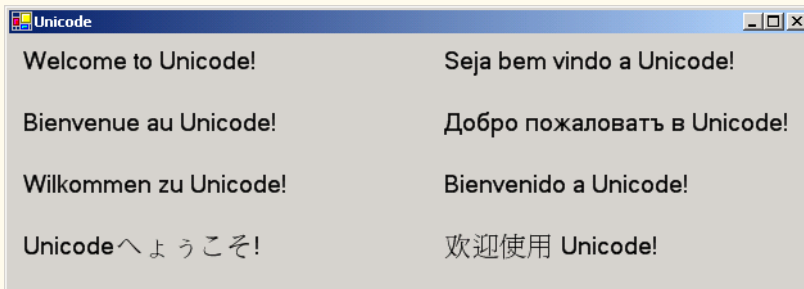 Unicode
Welcome to Unicode!
Seja bem vindo a Unicode!
Bienvenue au Unicode!
Добро пожаловатъ в Unicode!
Wilkommen zu Unicode!
Bienvenido a Unicode!
Unicodeへょぅこそ!
欢迎使用 Unicode!